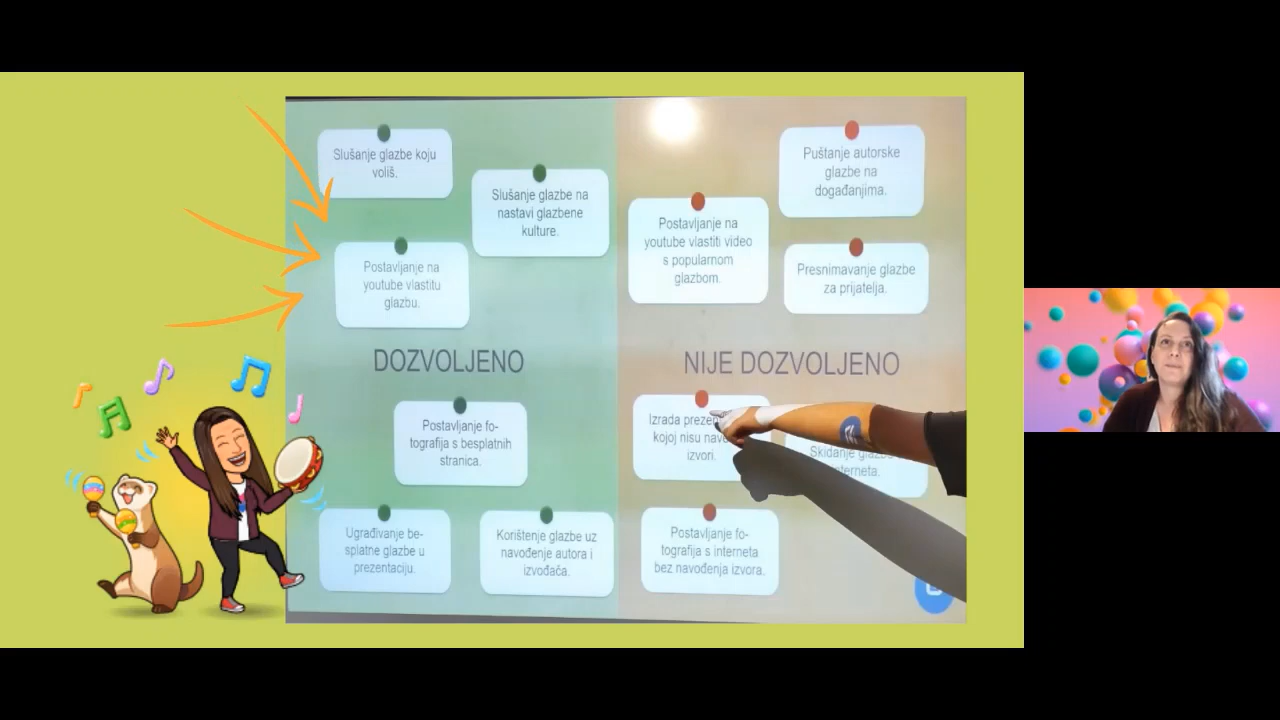 Slušanje glazbe koju
voliš.
Slušanje glazbe na
nastavi glazbene
kulture.
Postavljanje na
youtube vlastitu
glazbu.
DOZVOLJENO
Postavljanje fo-
tografija s besplatnih
stranica.
Ugrađivanje be-
splatne glazbe u
prezentaciju.
Korištenje glazbe uz
navođenje autora i
izvođača.
Puštanje autorske
glazbe na
događanjima.
Postavljanje na
youtube vlastiti video
s popularnom
glazbom.
Presnimavanje glazbe
za prijatelja.
NIJE DOZVOLJENO
Izrada
kojoj nisu
izvori.
Skidanje glazbe
Postavljanje fo-
tografija s interneta
bez navođenja izvora.